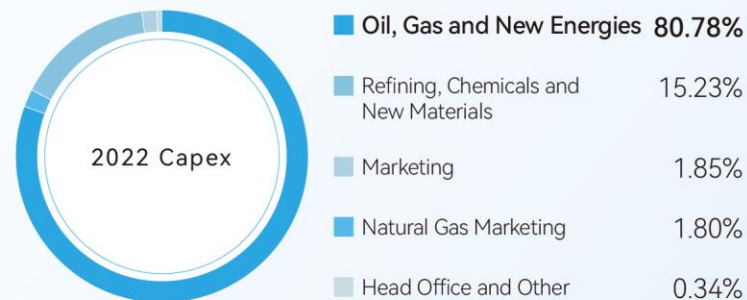 2022 Capex
Oil, Gas and New Energies 80.78%
Refining, Chemicals and 15.23%
New Materials
Marketing 1.85%
Natural Gas Marketing 1.80%
Head Office and Other 0.34%